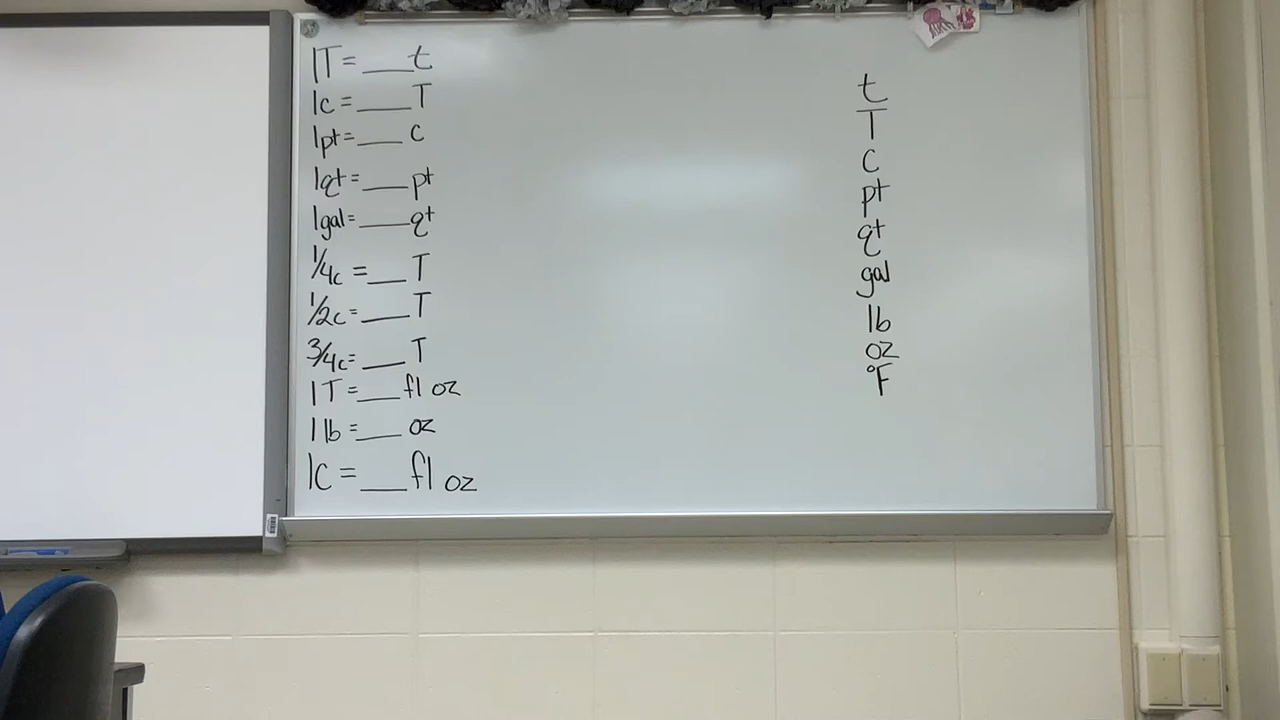 1T = ___ t
1c = ___ T
1pt = ___ c
1qt = ___ pt
1gal = ___ qt
1/4c = ___ T
1/2c = ___ T
3/4c = ___ T
1T = ___ fl oz
1lb = ___ oz
1c = ___ fl oz
t
T
c
pt
qt
gal
lb
oz
°F